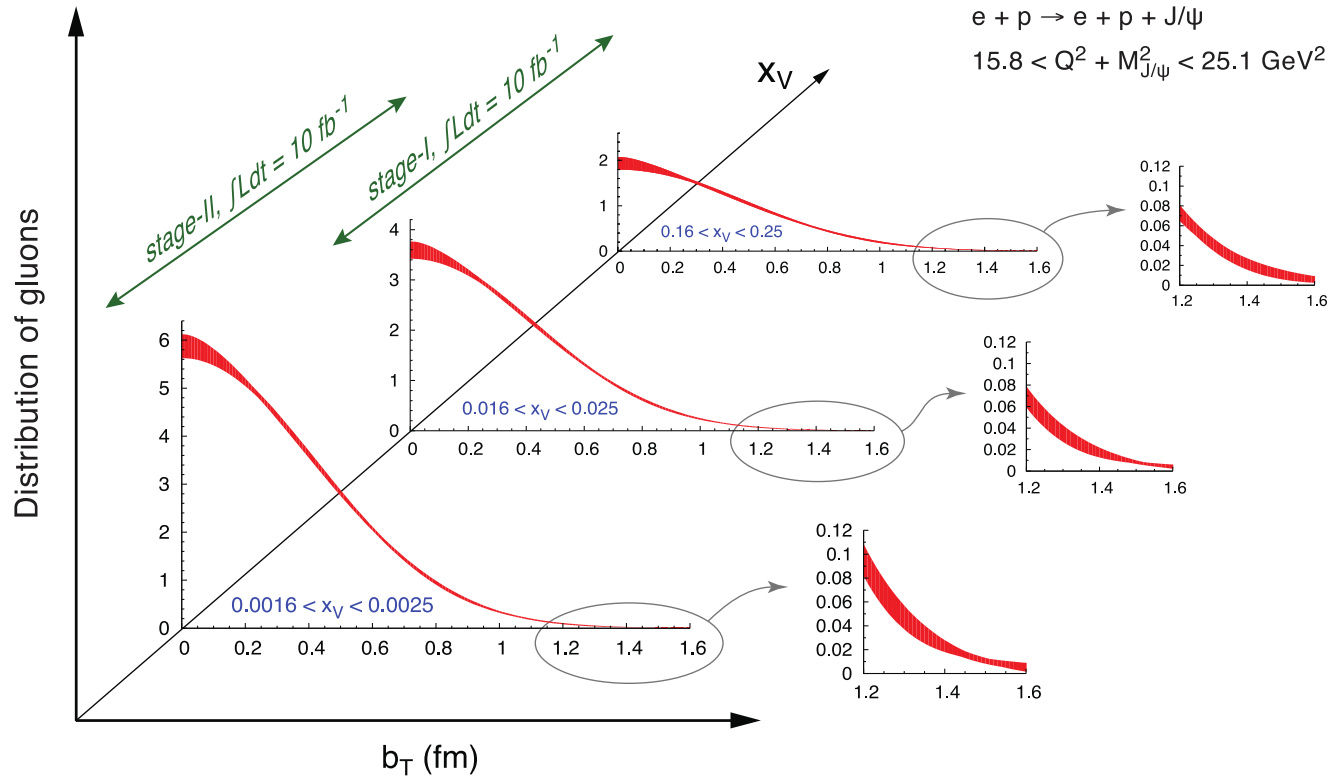 e + p → e + p + J/ψ
15.8 < Q² + M²_J/ψ < 25.1 GeV²
stage-II, ∫Ldt = 10 fb⁻¹
stage-I, ∫Ldt = 10 fb⁻¹
x_V
Distribution of gluons
2
1
0
0.16 < x_V < 0.25
0 0.2 0.4 0.6 0.8 1 1.2 1.4 1.6
0.12
0.1
0.08
0.06
0.04
0.02
0
1.2 1.4 1.6
4
3
2
1
0
0.016 < x_V < 0.025
0 0.2 0.4 0.6 0.8 1 1.2 1.4 1.6
0.12
0.1
0.08
0.06
0.04
0.02
0
1.2 1.4 1.6
6
5
4
3
2
1
0
0.0016 < x_V < 0.0025
0 0.2 0.4 0.6 0.8 1 1.2 1.4 1.6
0.12
0.1
0.08
0.06
0.04
0.02
0
1.2 1.4 1.6
b_T (fm)